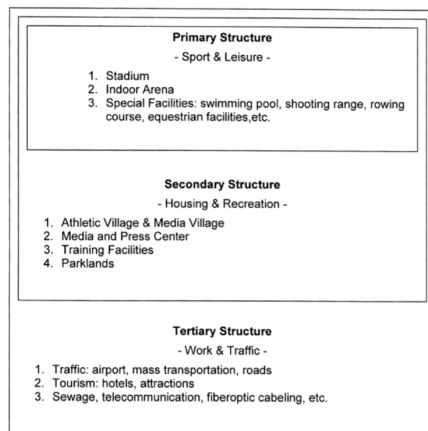 Primary Structure
- Sport & Leisure -
1. Stadium
2. Indoor Arena
3. Special Facilities: swimming pool, shooting range, rowing
course, equestrian facilities,etc.
Secondary Structure
- Housing & Recreation -
1. Athletic Village & Media Village
2. Media and Press Center
3. Training Facilities
4. Parklands
Tertiary Structure
- Work & Traffic -
1. Traffic: airport, mass transportation, roads
2. Tourism: hotels, attractions
3. Sewage, telecommunication, fiberoptic cabeling, etc.